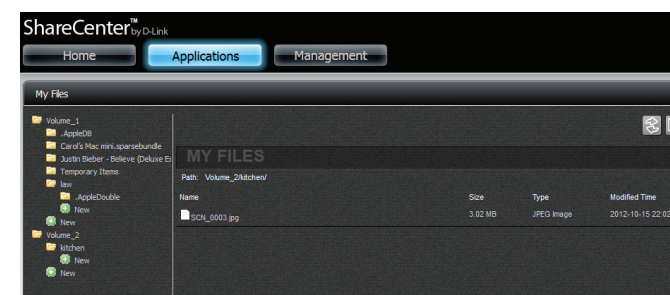 ShareCenter™ by D-Link
Home Applications Management
My Files
Volume_1
.AppleDB
Carol's Mac mini.sparsebundle
Justin Bieber - Believe (Deluxe
Temporary Items
law
.AppleDouble
New
New
Volume_2
kitchen
New
New
MY FILES
Path: Volume_2/kitchen/
Name Size Type Modified Time
SCN_0003.jpg 3.02 MB JPEG Image 2012-10-15 22:02